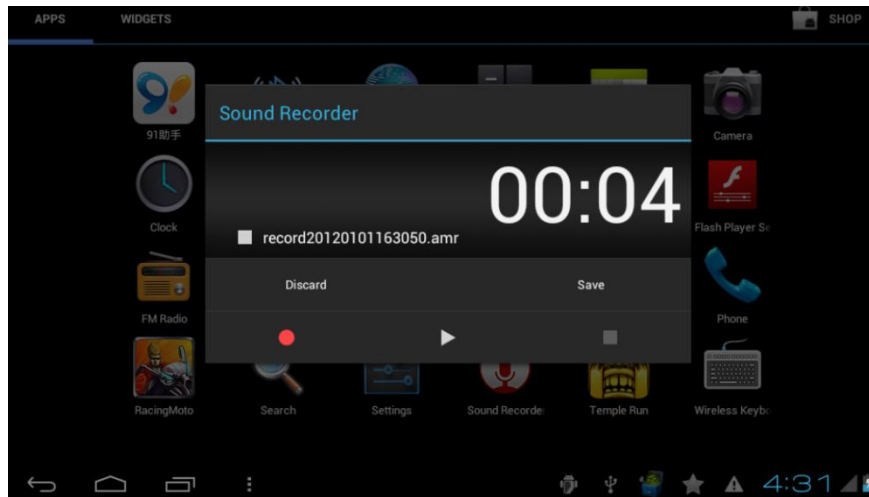 APPS WIDGETS SHOP
91助手
Sound Recorder
Camera
00:04
record20120101163050.amr
Clock
Flash Player Se
Discard Save
FM Radio
Phone
RacingMoto Search Settings Sound Recorde Temple Run Wireless Keybo
4:31